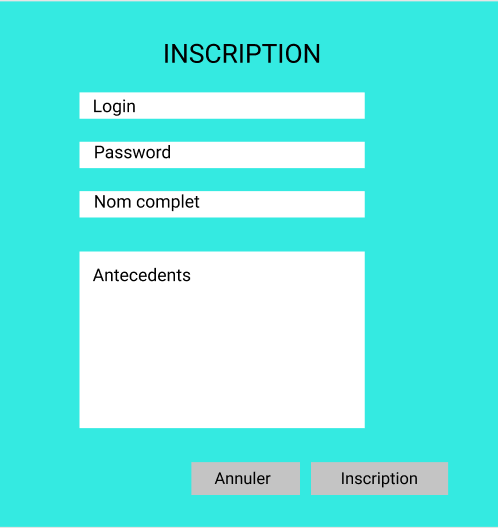 INSCRIPTION
Login
Password
Nom complet
Antecedents
Annuler
Inscription